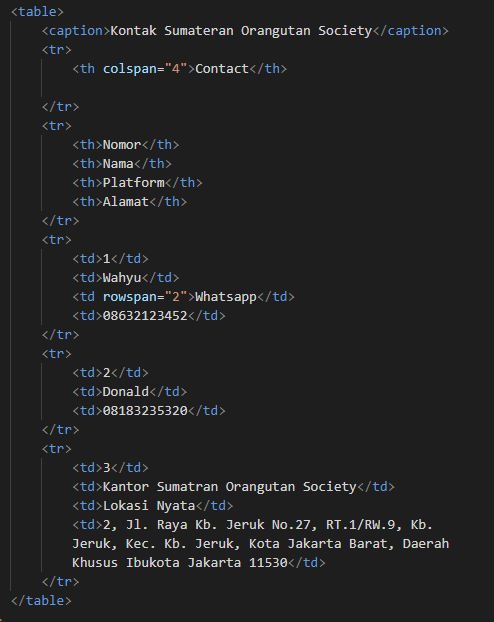 <table>
<caption>Kontak Sumateran Orangutan Society</caption>
<tr>
<th colspan="4">Contact</th>
</tr>
<tr>
<th>Nomor</th>
<th>Nama</th>
<th>Platform</th>
<th>Alamat</th>
</tr>
<tr>
<td>1</td>
<td>Wahyu</td>
<td rowspan="2">Whatsapp</td>
<td>08632123452</td>
</tr>
<tr>
<td>2</td>
<td>Donald</td>
<td>08183235320</td>
</tr>
<tr>
<td>3</td>
<td>Kantor Sumatran Orangutan Society</td>
<td>Lokasi Nyata</td>
<td>2, Jl. Raya Kb. Jeruk No.27, RT.1/RW.9, Kb.
Jeruk, Kec. Kb. Jeruk, Kota Jakarta Barat, Daerah
Khusus Ibukota Jakarta 11530</td>
</tr>
</table>